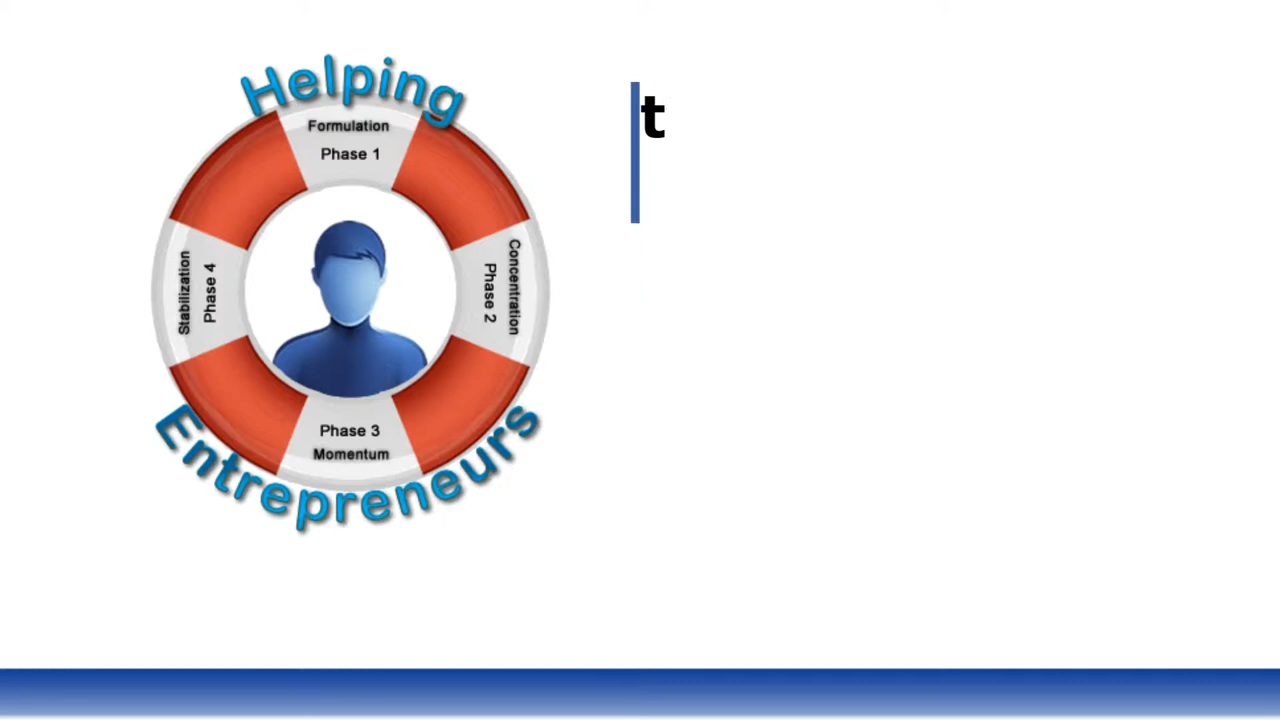 Helping
Formulation
Phase 1
Concentration
Phase 2
Phase 3
Momentum
Stabilization
Phase 4
Entrepreneurs
t